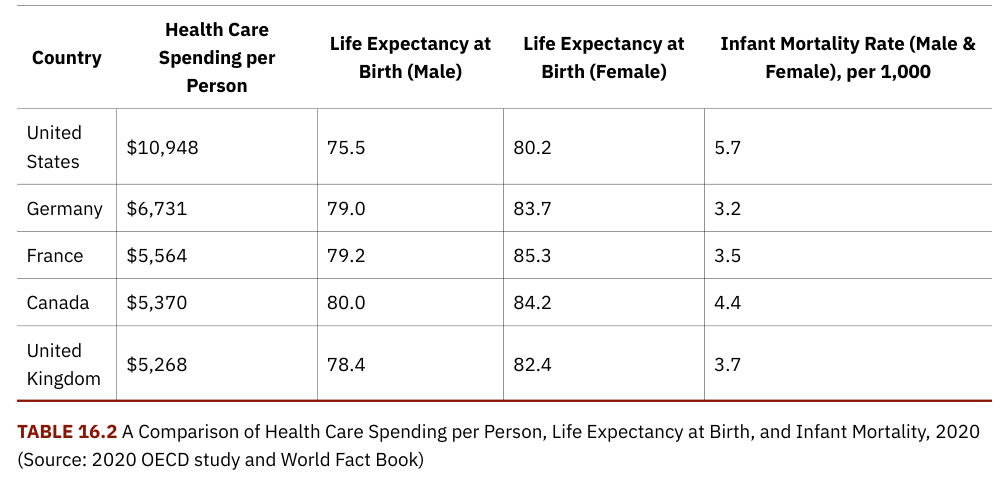 Country Health Care Spending per Person Life Expectancy at Birth (Male) Life Expectancy at Birth (Female) Infant Mortality Rate (Male & Female), per 1,000
United States $10,948 75.5 80.2 5.7
Germany $6,731 79.0 83.7 3.2
France $5,564 79.2 85.3 3.5
Canada $5,370 80.0 84.2 4.4
United Kingdom $5,268 78.4 82.4 3.7
TABLE 16.2 A Comparison of Health Care Spending per Person, Life Expectancy at Birth, and Infant Mortality, 2020
(Source: 2020 OECD study and World Fact Book)